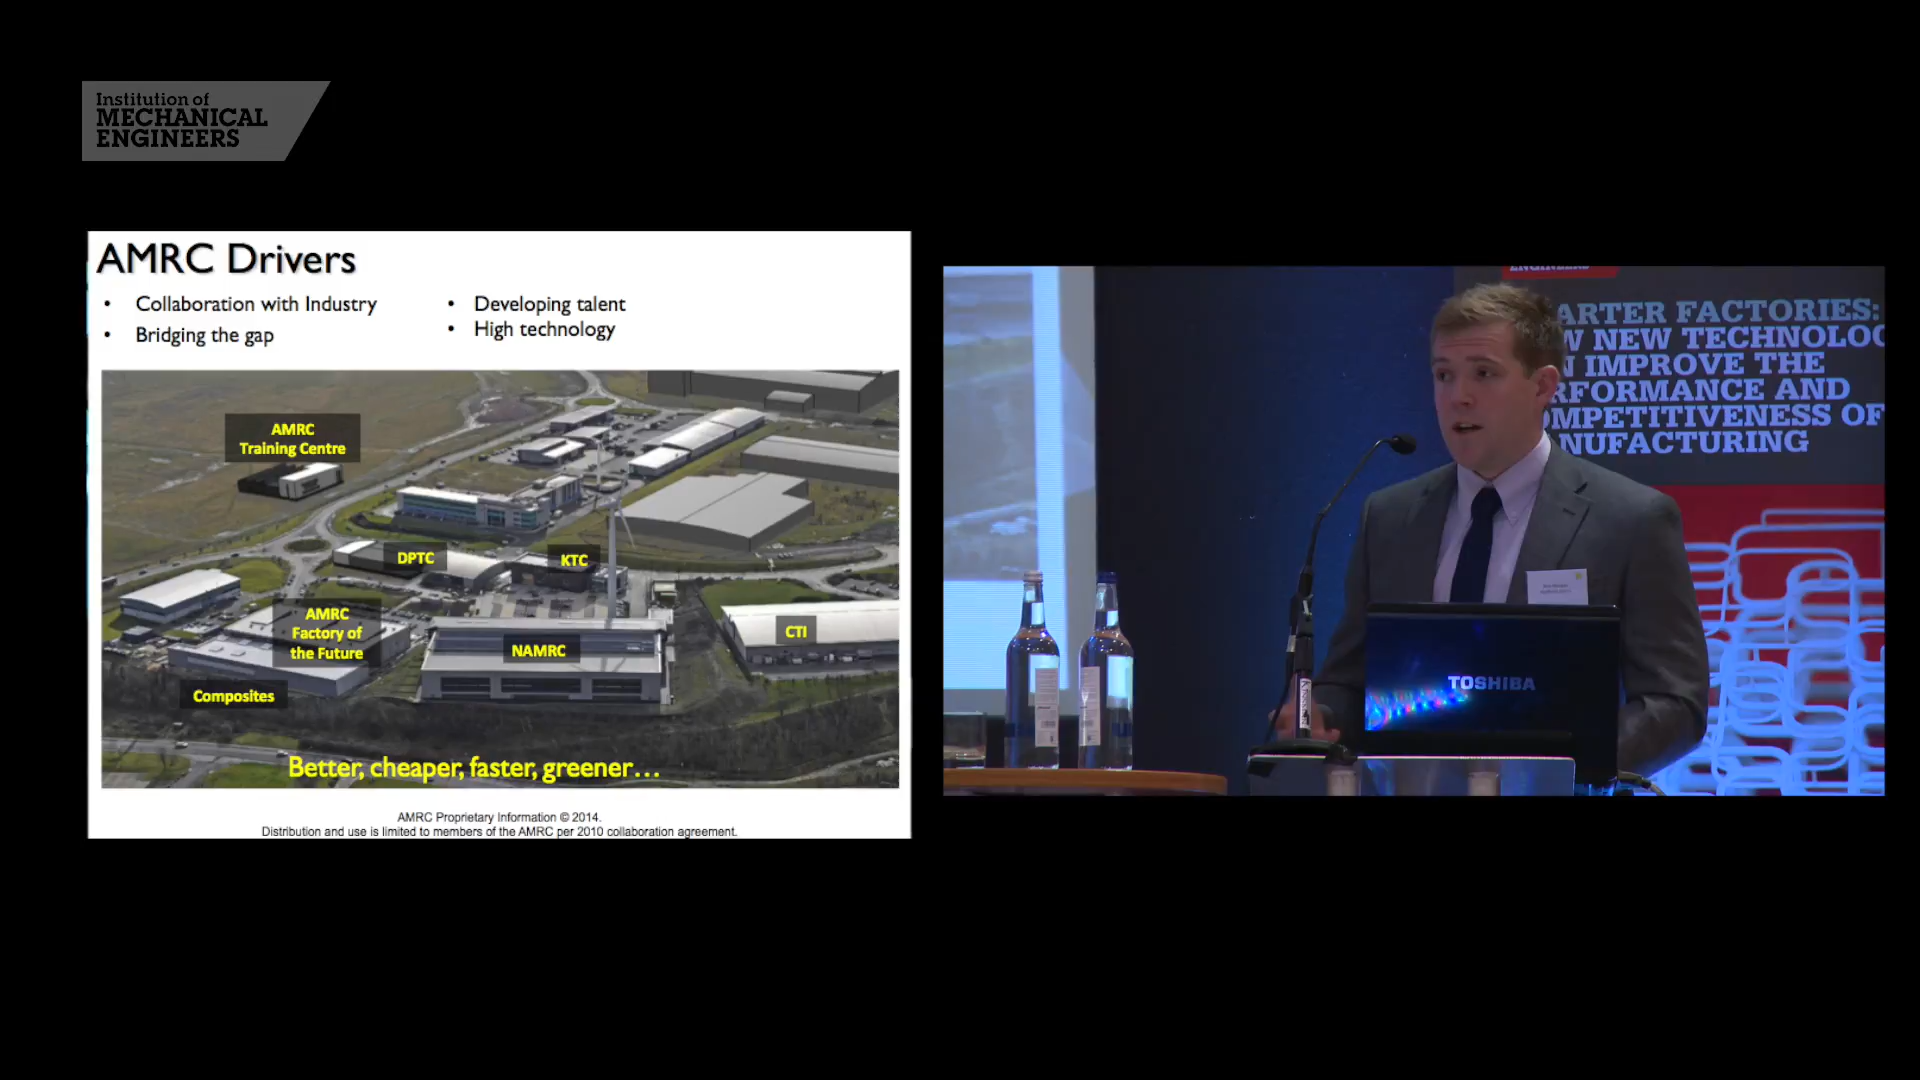 Institution of
MECHANICAL
ENGINEERS
AMRC Drivers
• Collaboration with Industry
• Bridging the gap
• Developing talent
• High technology
AMRC
Training Centre
DPTC
KTC
AMRC
Factory of
the Future
NAMRC
CTI
Composites
Better, cheaper, faster, greener...
AMRC Proprietary Information © 2014.
Distribution and use is limited to members of the AMRC per 2010 collaboration agreement.
ENGINEERS
ARTER FACTORIES:
W NEW TECHNOLOG
N IMPROVE THE
RFORMANCE AND
OMPETITIVENESS OF
NUFACTURING
TOSHIBA